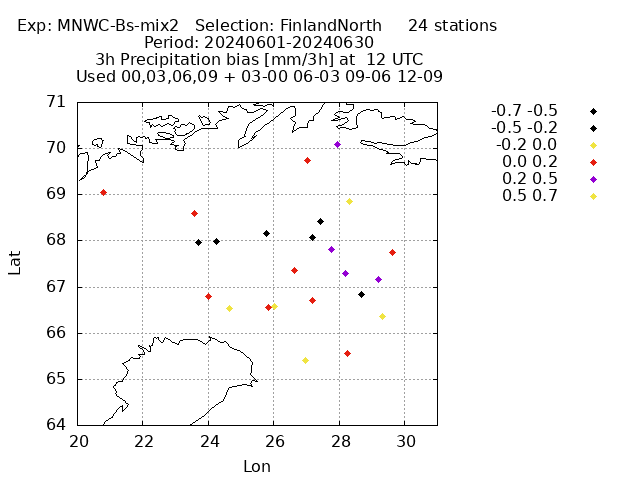 Exp: MNWC-Bs-mix2 Selection: FinlandNorth 24 stations
Period: 20240601-20240630
3h Precipitation bias [mm/3h] at 12 UTC
Used 00,03,06,09 + 03-00 06-03 09-06 12-09
71
70
69
68
67
66
65
64
Lat
20 22 24 26 28 30
Lon
-0.7 -0.5
-0.5 -0.2
-0.2 0.0
0.0 0.2
0.2 0.5
0.5 0.7